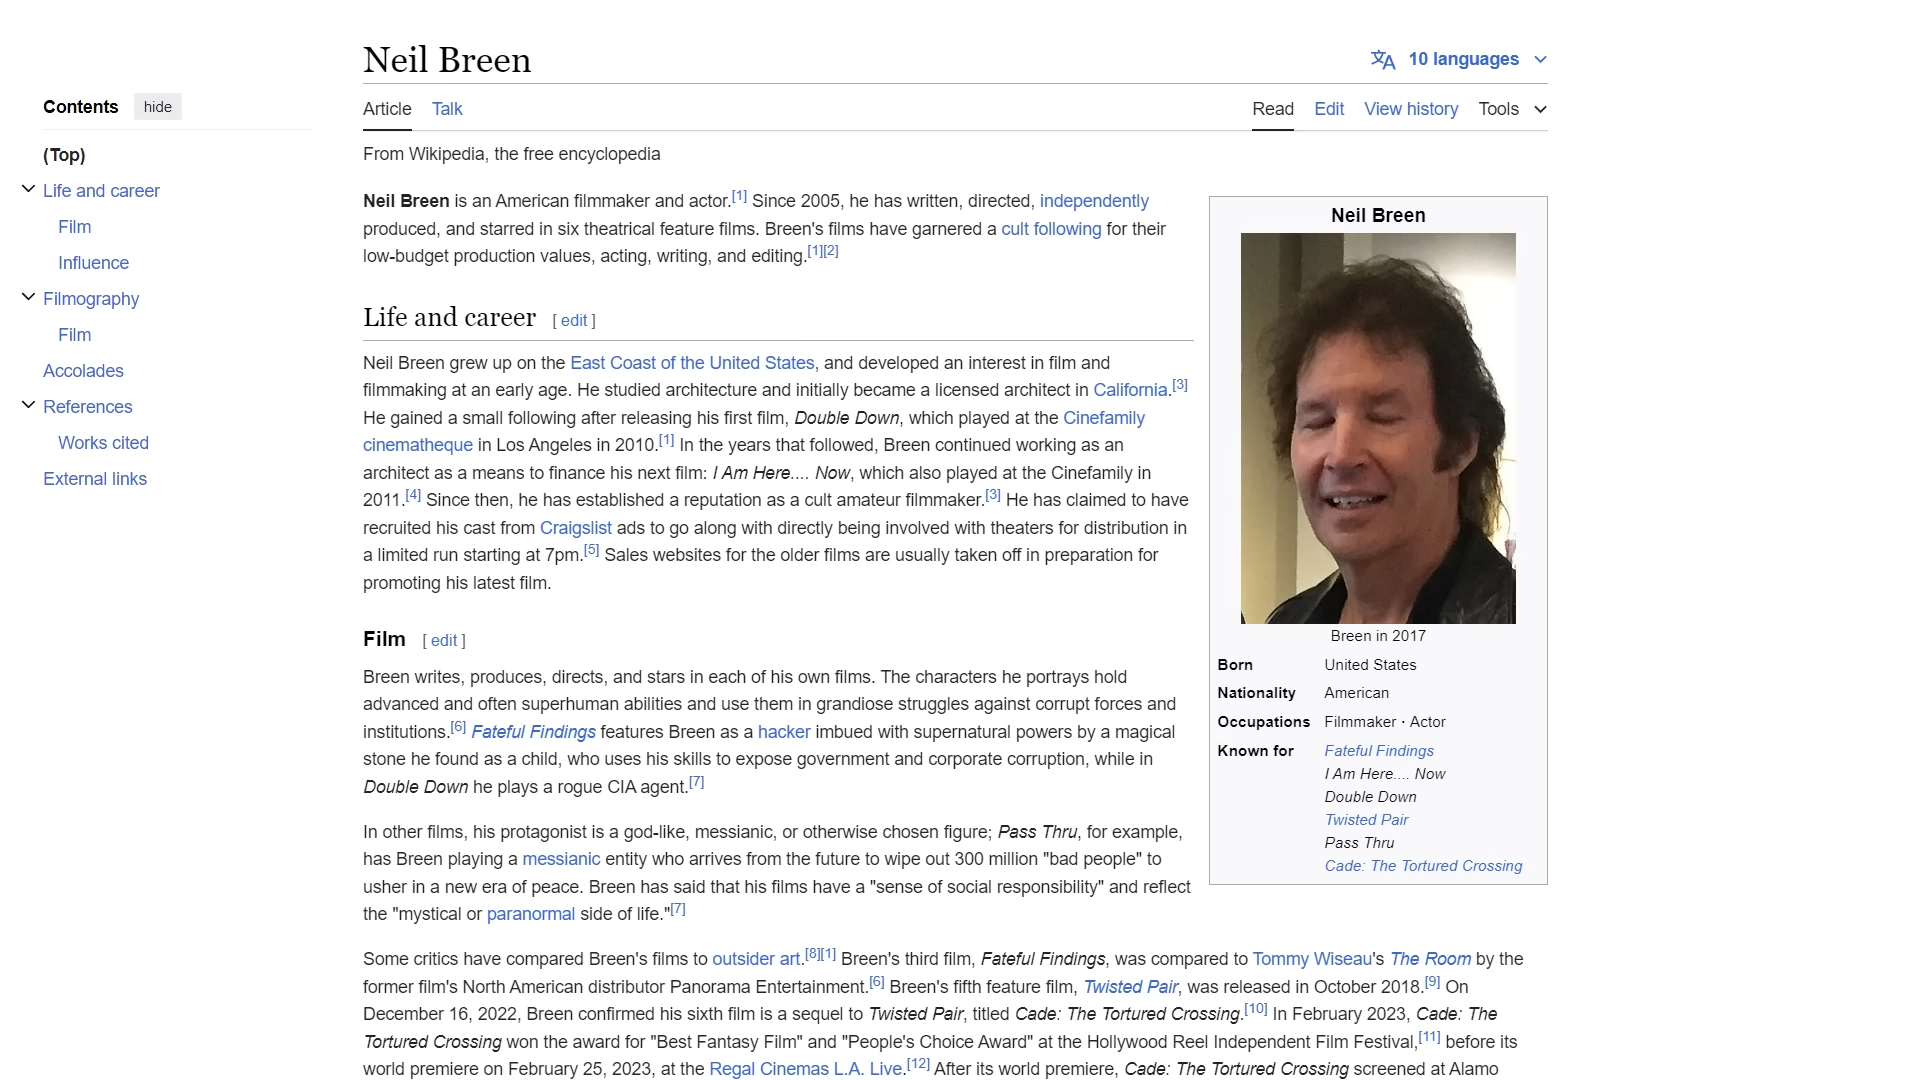 Neil Breen
10 languages
Contents hide
Article Talk
Read Edit View history Tools
(Top)
From Wikipedia, the free encyclopedia
Life and career
Film
Influence
Filmography
Film
Accolades
References
Works cited
External links
Neil Breen is an American filmmaker and actor.[1] Since 2005, he has written, directed, independently
produced, and starred in six theatrical feature films. Breen's films have garnered a cult following for their
low-budget production values, acting, writing, and editing.[1][2]
Life and career [ edit ]
Neil Breen grew up on the East Coast of the United States, and developed an interest in film and
filmmaking at an early age. He studied architecture and initially became a licensed architect in California.[3]
He gained a small following after releasing his first film, Double Down, which played at the Cinefamily
cinematheque in Los Angeles in 2010.[1] In the years that followed, Breen continued working as an
architect as a means to finance his next film: I Am Here.... Now, which also played at the Cinefamily in
2011.[4] Since then, he has established a reputation as a cult amateur filmmaker.[3] He has claimed to have
recruited his cast from Craigslist ads to go along with directly being involved with theaters for distribution in
a limited run starting at 7pm.[5] Sales websites for the older films are usually taken off in preparation for
promoting his latest film.
Film [ edit ]
Breen writes, produces, directs, and stars in each of his own films. The characters he portrays hold
advanced and often superhuman abilities and use them in grandiose struggles against corrupt forces and
institutions.[6] Fateful Findings features Breen as a hacker imbued with supernatural powers by a magical
stone he found as a child, who uses his skills to expose government and corporate corruption, while in
Double Down he plays a rogue CIA agent.[7]
In other films, his protagonist is a god-like, messianic, or otherwise chosen figure; Pass Thru, for example,
has Breen playing a messianic entity who arrives from the future to wipe out 300 million "bad people" to
usher in a new era of peace. Breen has said that his films have a "sense of social responsibility" and reflect
the "mystical or paranormal side of life."[7]
Some critics have compared Breen's films to outsider art.[8][1] Breen's third film, Fateful Findings, was compared to Tommy Wiseau's The Room by the
former film's North American distributor Panorama Entertainment.[6] Breen's fifth feature film, Twisted Pair, was released in October 2018.[9] On
December 16, 2022, Breen confirmed his sixth film is a sequel to Twisted Pair, titled Cade: The Tortured Crossing.[10] In February 2023, Cade: The
Tortured Crossing won the award for "Best Fantasy Film" and "People's Choice Award" at the Hollywood Reel Independent Film Festival,[11] before its
world premiere on February 25, 2023, at the Regal Cinemas L.A. Live.[12] After its world premiere, Cade: The Tortured Crossing screened at Alamo
Neil Breen
Breen in 2017
Born United States
Nationality American
Occupations Filmmaker · Actor
Known for Fateful Findings
I Am Here.... Now
Double Down
Twisted Pair
Pass Thru
Cade: The Tortured Crossing